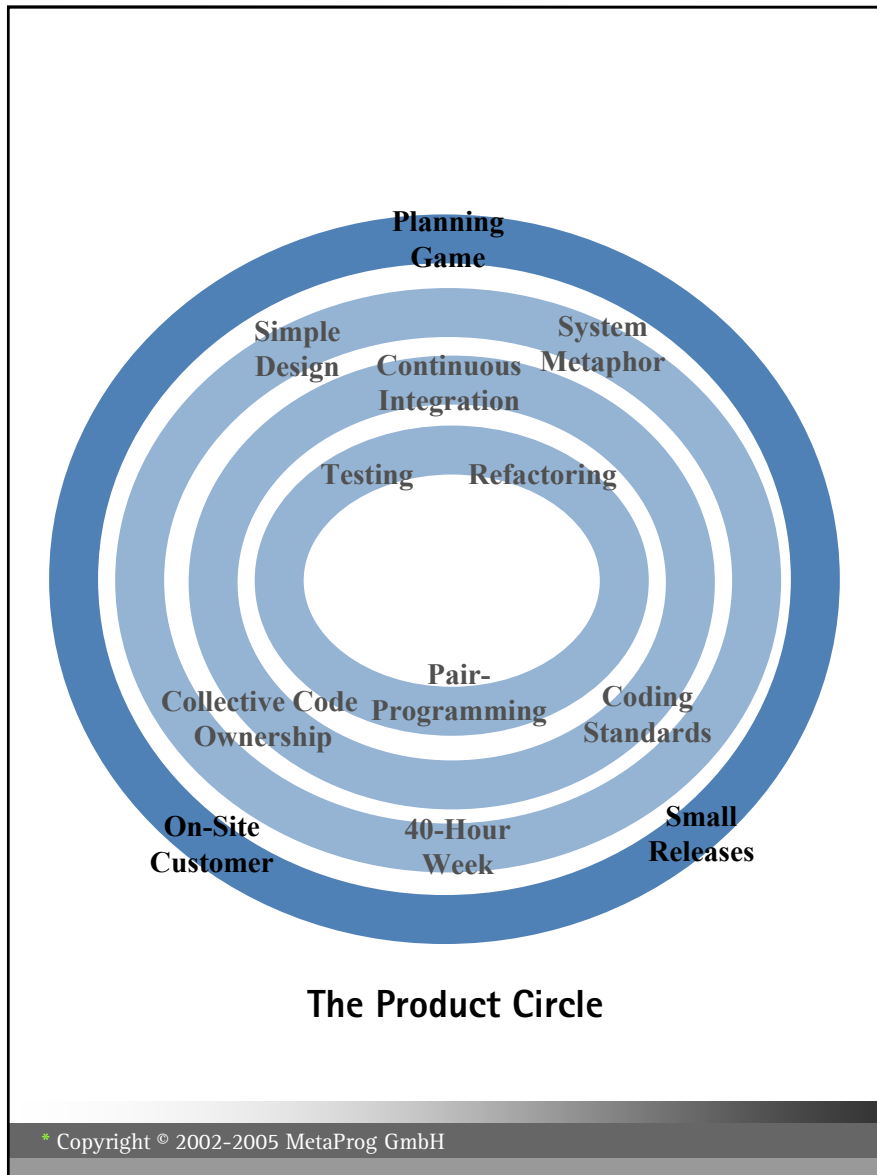 Planning
Game
Simple
Design
System
Metaphor
Continuous
Integration
Testing
Refactoring
Pair-
Programming
Collective Code
Ownership
Coding
Standards
On-Site
Customer
40-Hour
Week
Small
Releases
The Product Circle
* Copyright © 2002-2005 MetaProg GmbH